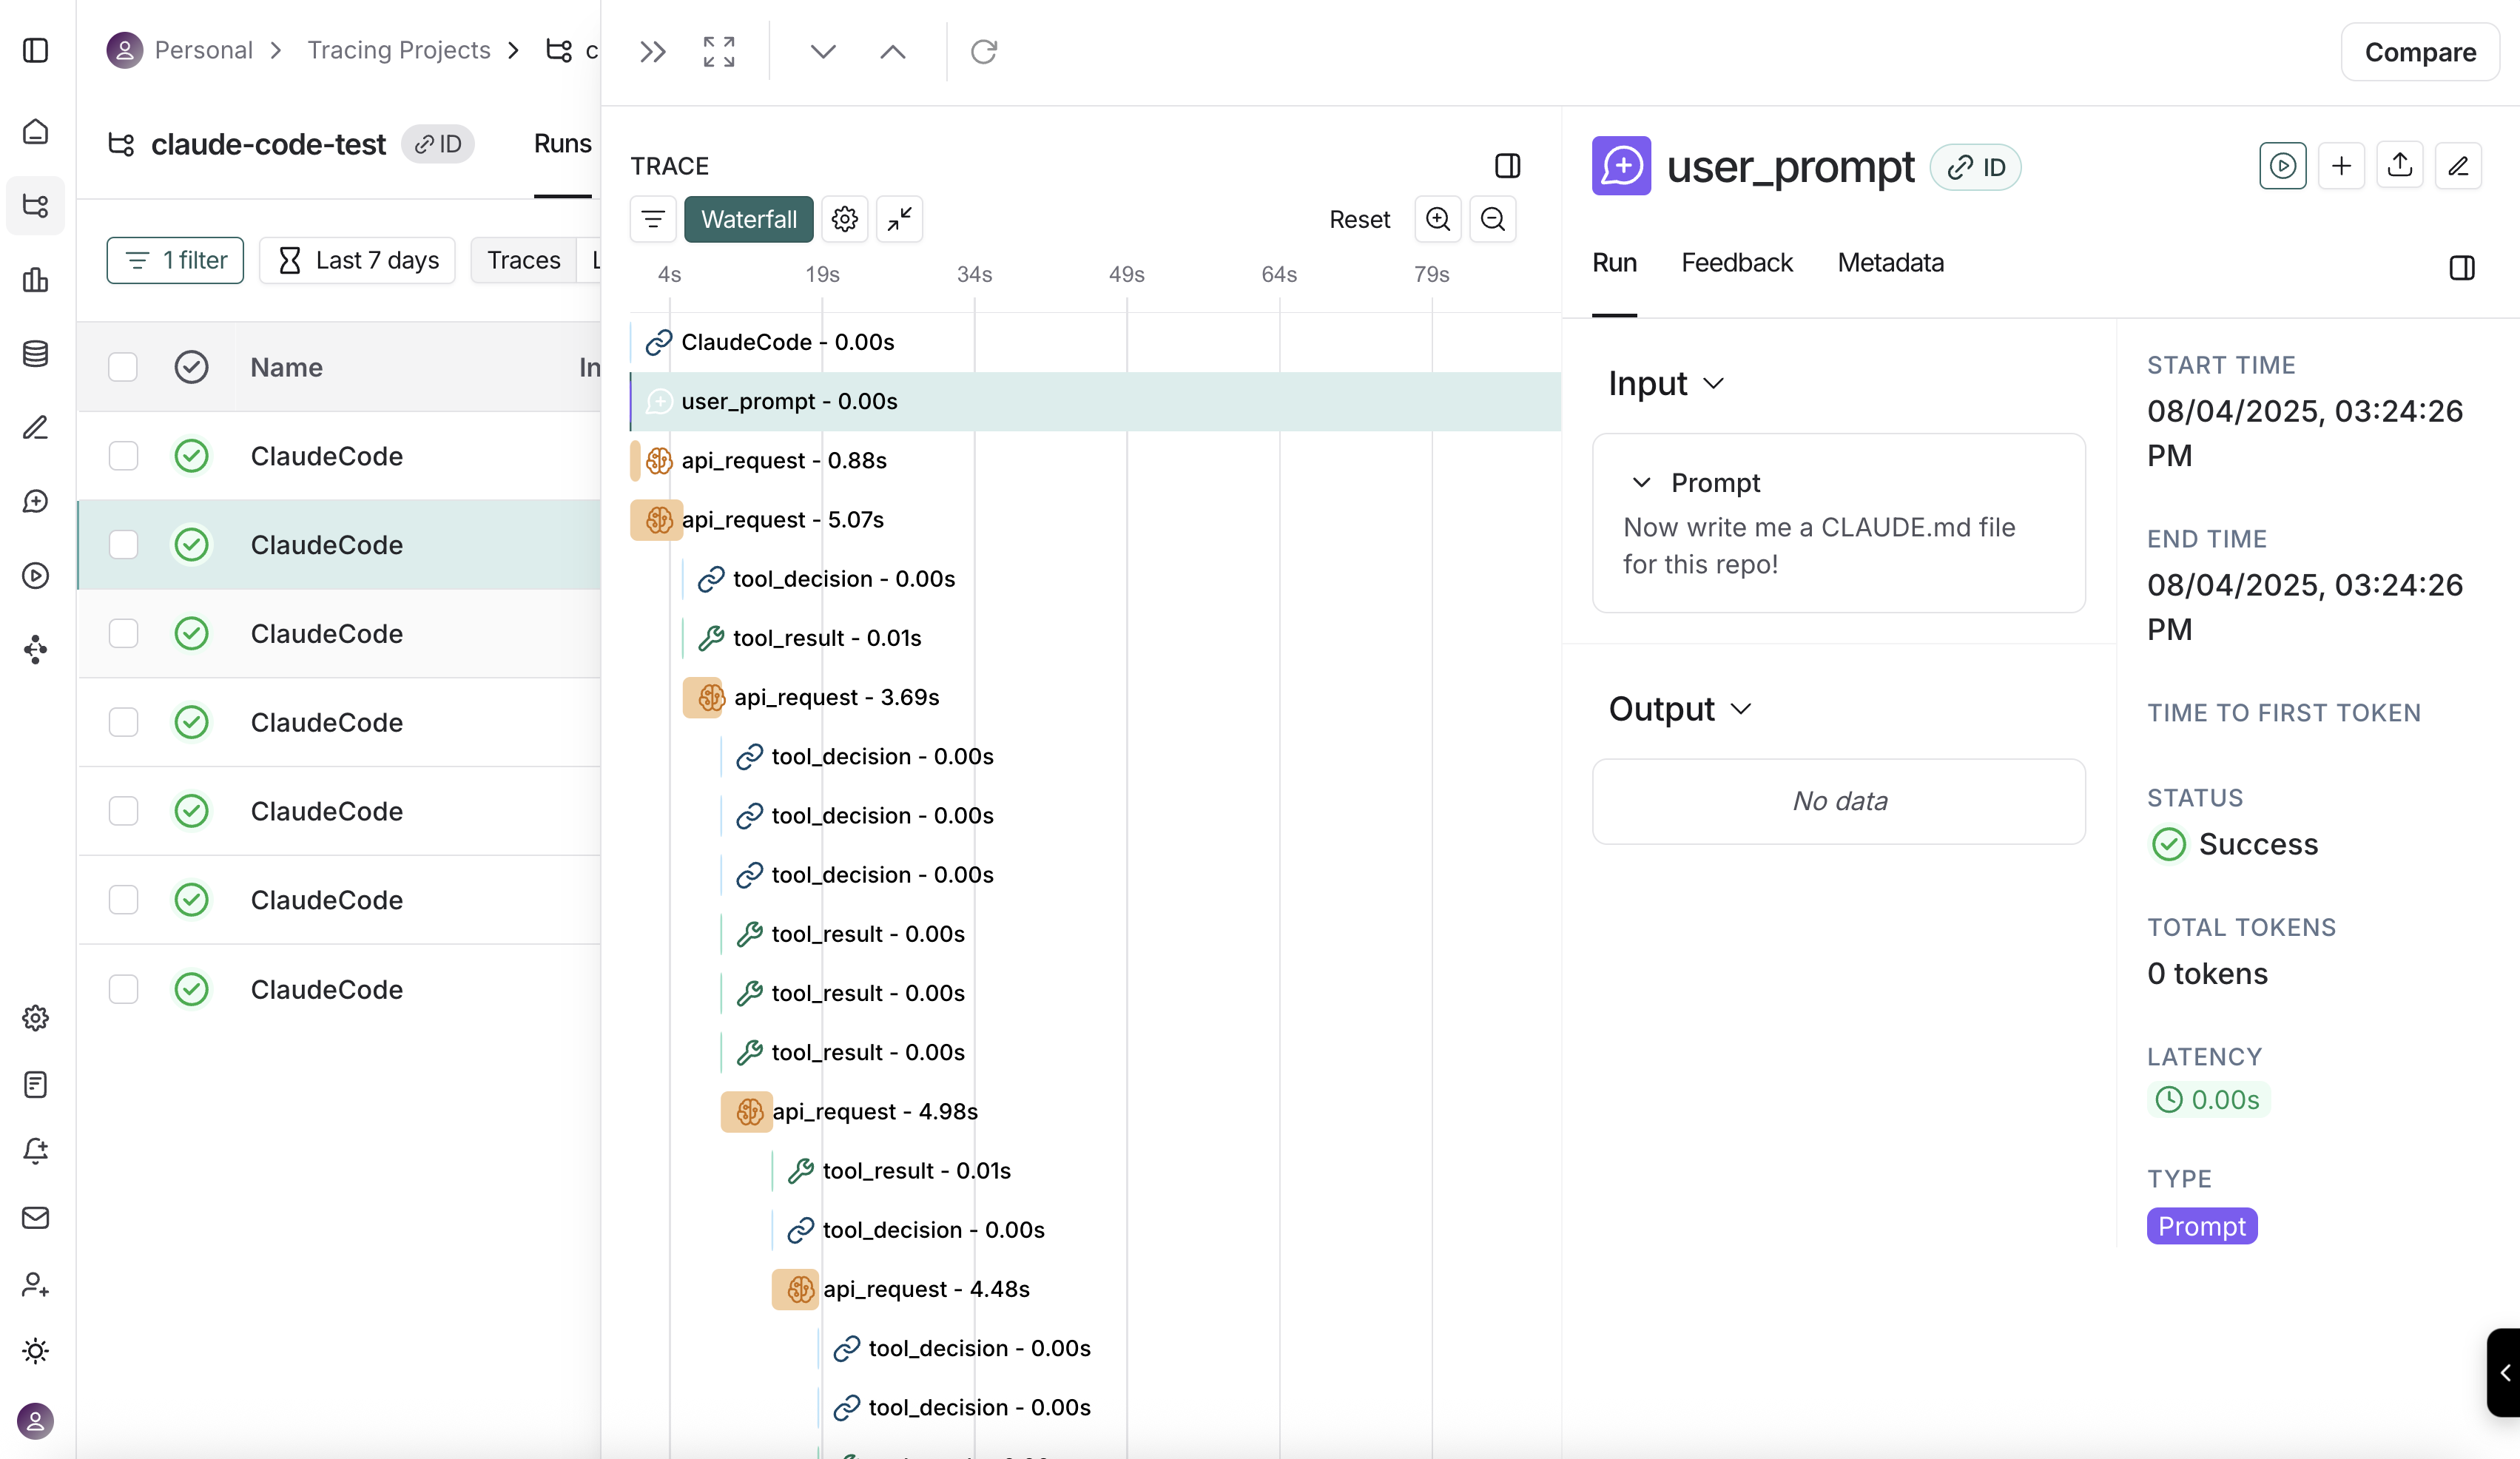 Personal
Tracing Projects
c
Compare
claude-code-test
ID
Runs
1 filter
Last 7 days
Traces
L
Name
In
ClaudeCode
ClaudeCode
ClaudeCode
ClaudeCode
ClaudeCode
ClaudeCode
ClaudeCode
TRACE
Waterfall
Reset
4s
19s
34s
49s
64s
79s
ClaudeCode - 0.00s
user_prompt - 0.00s
api_request - 0.88s
api_request - 5.07s
tool_decision - 0.00s
tool_result - 0.01s
api_request - 3.69s
tool_decision - 0.00s
tool_decision - 0.00s
tool_decision - 0.00s
tool_result - 0.00s
tool_result - 0.00s
tool_result - 0.00s
api_request - 4.98s
tool_result - 0.01s
tool_decision - 0.00s
api_request - 4.48s
tool_decision - 0.00s
tool_decision - 0.00s
user_prompt
ID
Run
Feedback
Metadata
Input
Prompt
Now write me a CLAUDE.md file
for this repo!
Output
No data
START TIME
08/04/2025, 03:24:26
PM
END TIME
08/04/2025, 03:24:26
PM
TIME TO FIRST TOKEN
STATUS
Success
TOTAL TOKENS
0 tokens
LATENCY
0.00s
TYPE
Prompt